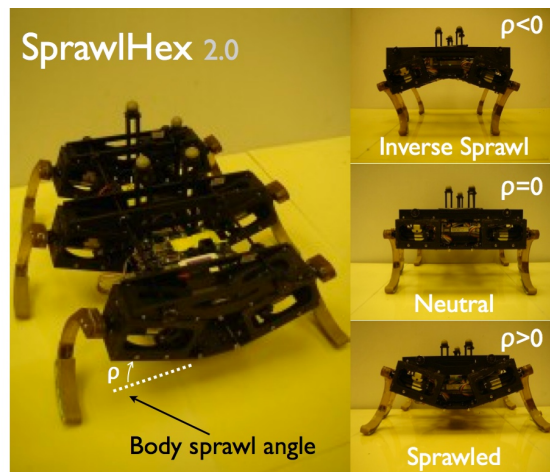 SprawlHex 2.0
ρ
Body sprawl angle
ρ<0
Inverse Sprawl
ρ=0
Neutral
ρ>0
Sprawled